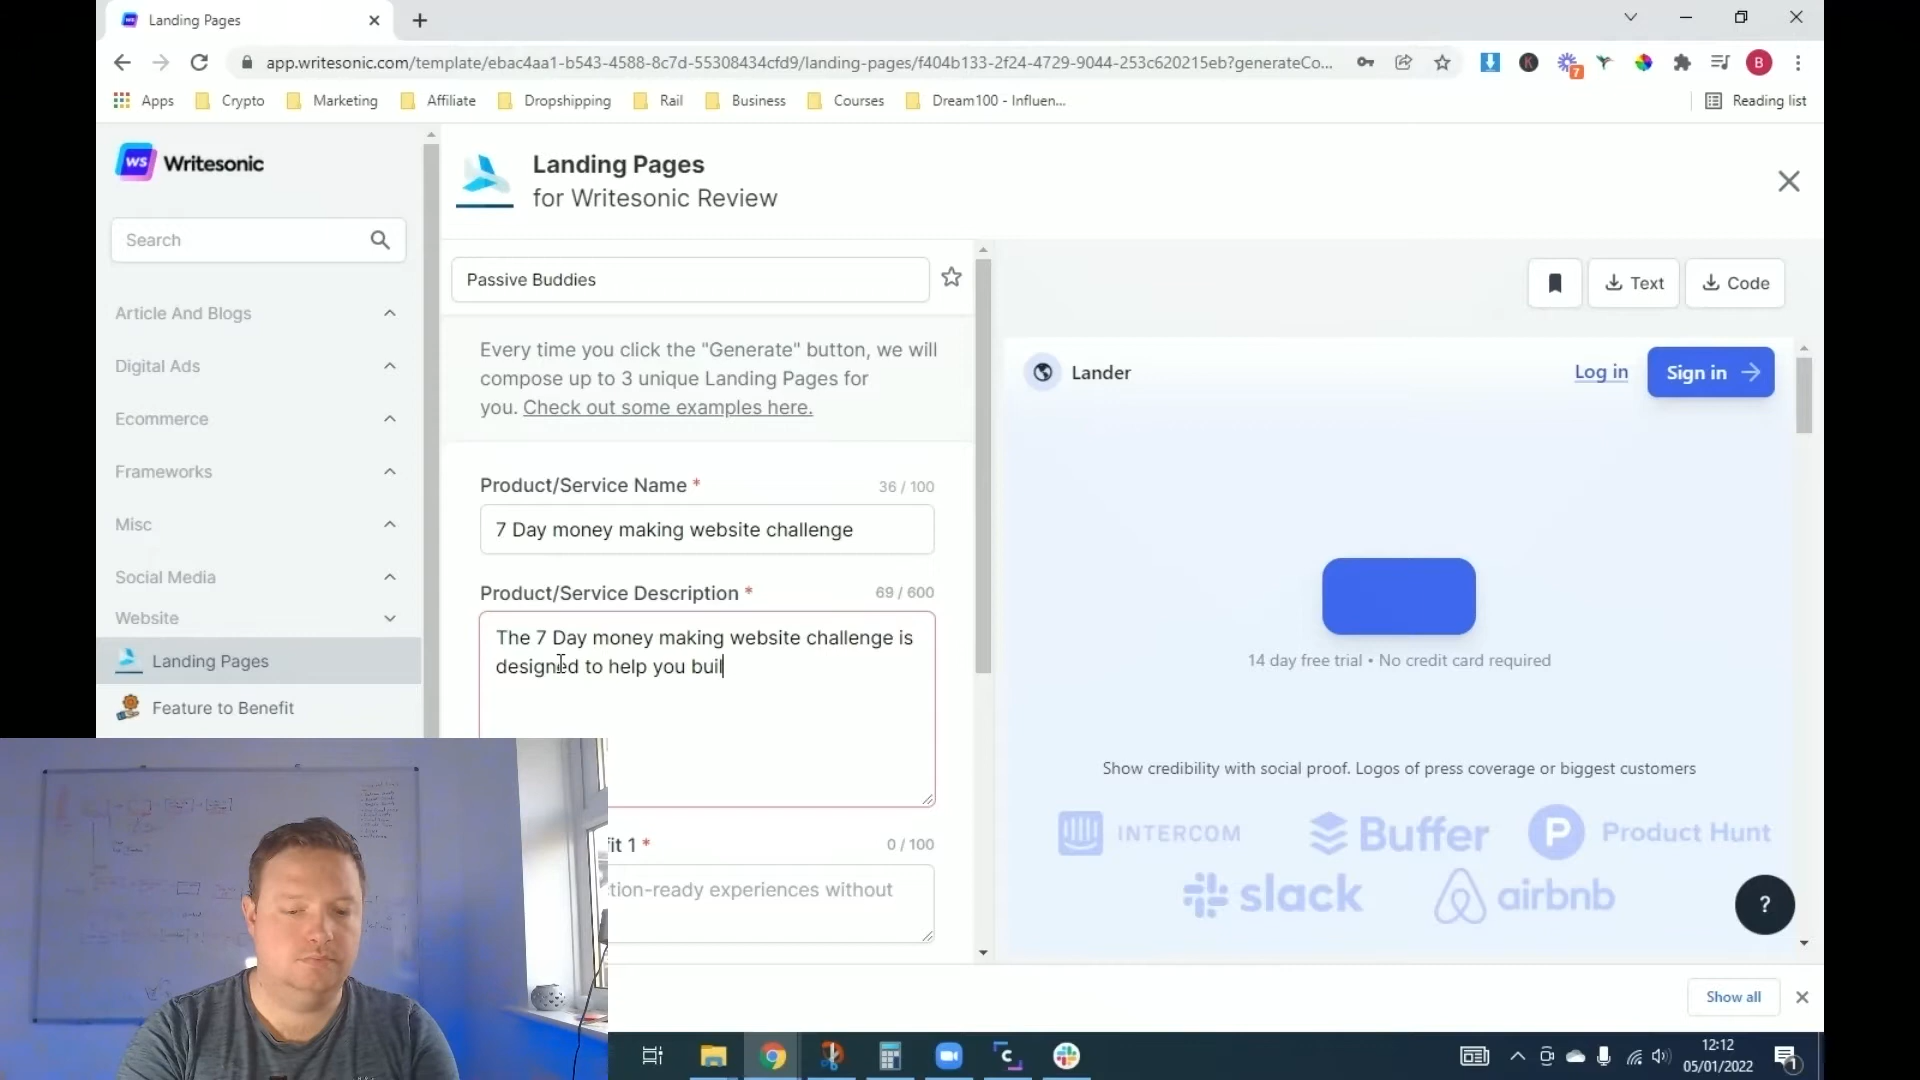 Landing Pages
app.writesonic.com/template/ebac4aa1-b543-4588-8c7d-55308434cfd9/landing-pages/f404b133-2f24-4729-9044-253c620215eb?generateCo...
7
B
Apps
Crypto
Marketing
Affiliate
Dropshipping
Rail
Business
Courses
Dream100 - Influen...
Reading list
WS Writesonic
Landing Pages
for Writesonic Review
Search
Passive Buddies
Text
Code
Article And Blogs
Digital Ads
Ecommerce
Frameworks
Misc
Social Media
Website
Landing Pages
Feature to Benefit
Every time you click the "Generate" button, we will
compose up to 3 unique Landing Pages for
you. Check out some examples here.
Product/Service Name *
36 / 100
7 Day money making website challenge
Product/Service Description *
69 / 600
The 7 Day money making website challenge is
designed to help you buil
fit 1 *
0 / 100
tion-ready experiences without
Lander
Log in
Sign in
14 day free trial • No credit card required
Show credibility with social proof. Logos of press coverage or biggest customers
INTERCOM
Buffer
P Product Hunt
slack
airbnb
?
Show all
12:12
05/01/2022
1